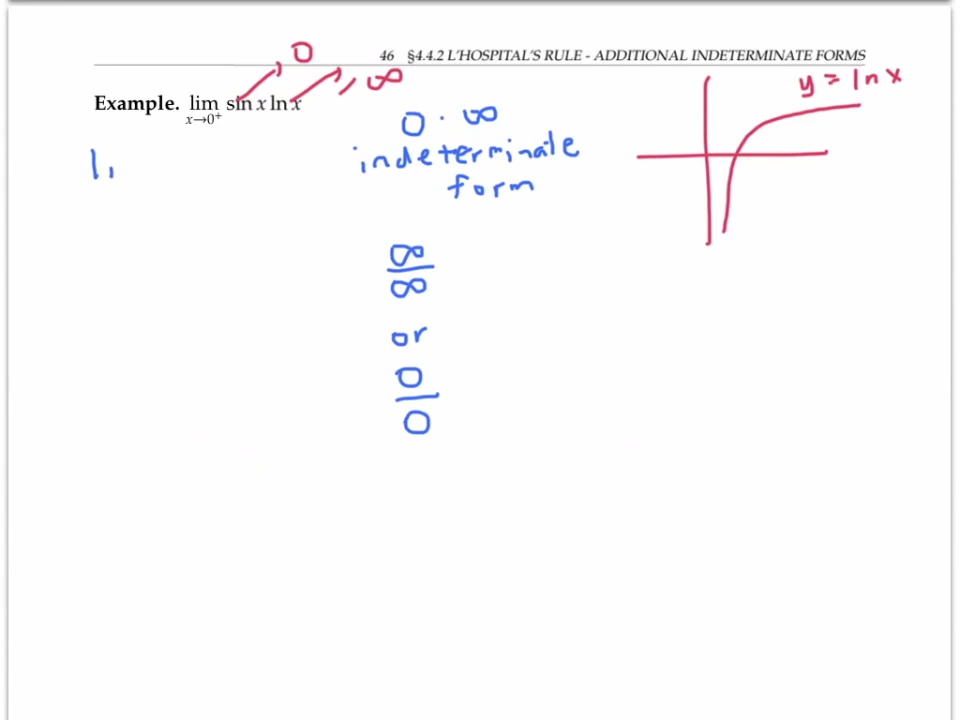 46 §4.4.2 L'HOSPITAL'S RULE - ADDITIONAL INDETERMINATE FORMS
0
-∞
y = ln x
Example. lim x→0⁺ sin x ln x
0 · ∞
indeterminate
form
∞/∞
or
0/0